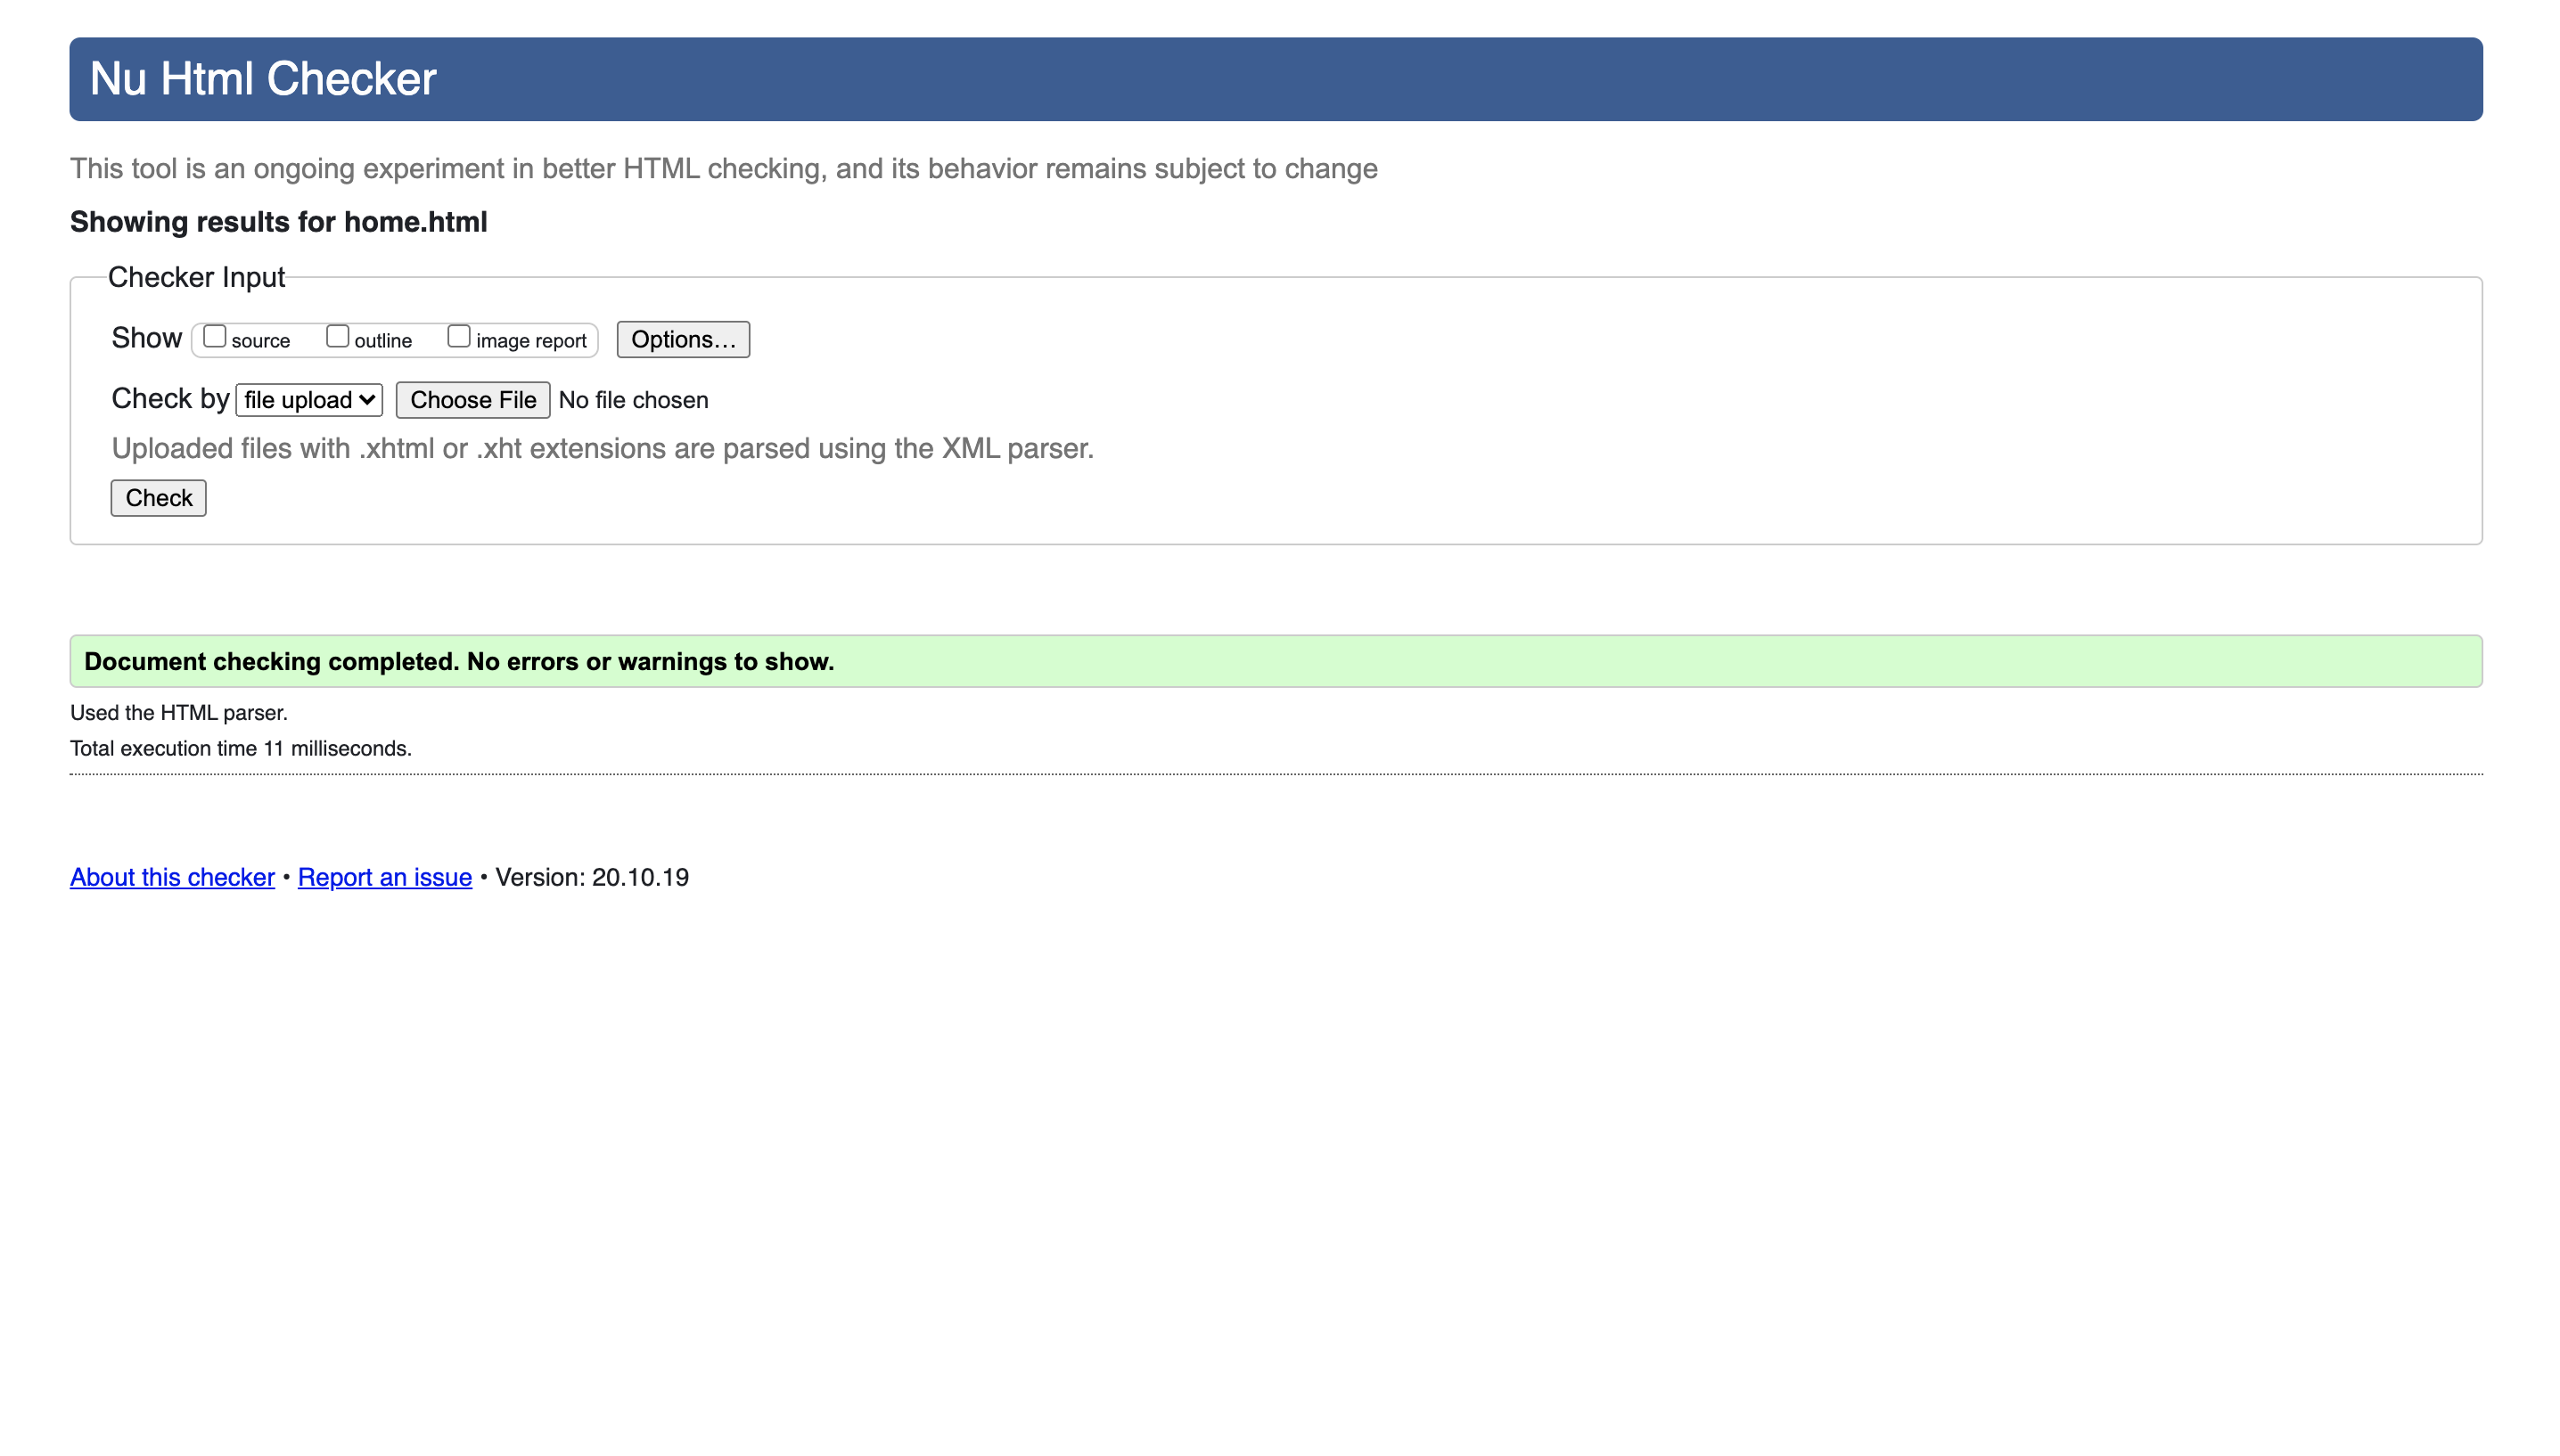 Nu Html Checker
This tool is an ongoing experiment in better HTML checking, and its behavior remains subject to change
Showing results for home.html
Checker Input
Show source outline image report Options…
Check by file upload Choose File No file chosen
Uploaded files with .xhtml or .xht extensions are parsed using the XML parser.
Check
Document checking completed. No errors or warnings to show.
Used the HTML parser.
Total execution time 11 milliseconds.
About this checker • Report an issue • Version: 20.10.19